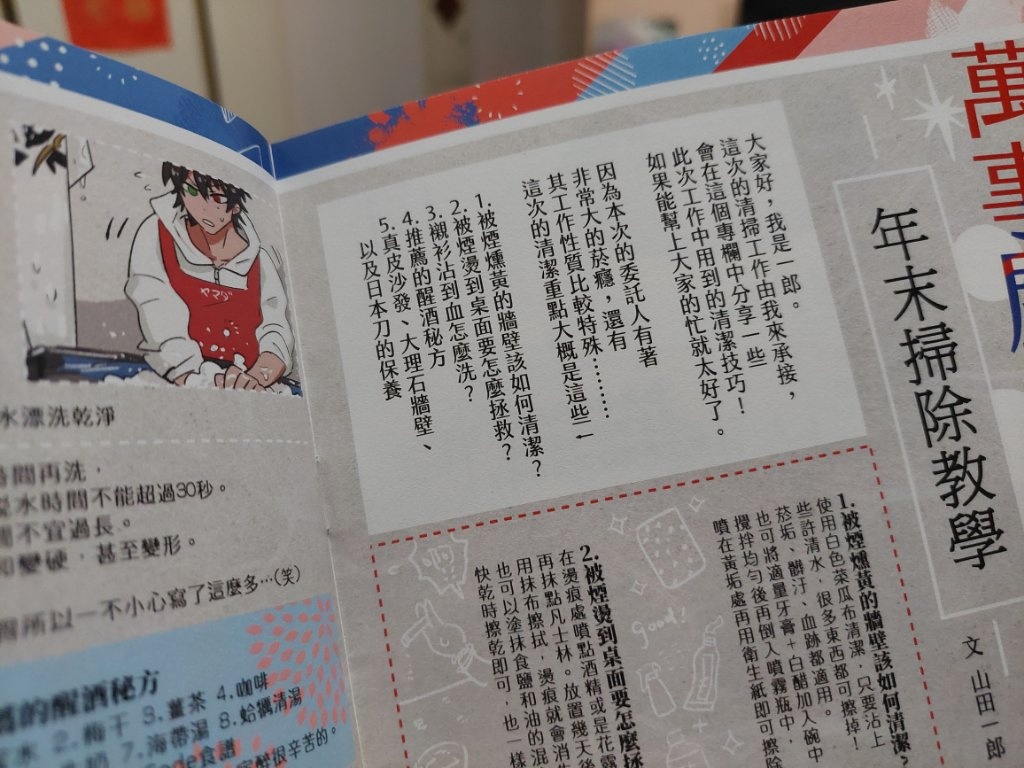 萬事
年末掃除教學
文 山田一郎
大家好，我是一郎。
這次的清掃工作由我來承接，
會在這個專欄中分享一些
此次工作中用到的清潔技巧！
如果能幫上大家的忙就太好了。
因為本次的委託人有著
非常大的菸癮，還有
其工作性質比較特殊………
這次的清潔重點大概是這些↓
1.被煙燻黃的牆壁該如何清潔？
2.被煙燙到桌面要怎麼拯救？
3.襯衫沾到血怎麼洗？
4.推薦的醒酒秘方
5.真皮沙發、大理石牆壁、
以及日本刀的保養
1.被煙燻黃的牆壁該如何清潔？
使用白色菜瓜布清潔，只要沾上
些許清水，很多東西都可擦掉！
菸垢、髒汙、血跡都適用。
也可將適量牙膏+白醋加入碗中
攪拌均勻後再倒入噴霧瓶中，
噴在黃垢處再用衛生紙即可擦除
2.被煙燙到桌面要怎麼拯
在燙痕處噴點酒精或是花露
再抹點凡士林。放置幾天後
用抹布擦拭，燙痕就會消
也可以塗抹食鹽和油的混
快乾時擦乾即可，也一樣
good!
ヤマダ
水漂洗乾淨
時間再洗，
水時間不能超過30秒。
不宜過長。
變硬，甚至變形。
所以一不小心寫了這麼多…(笑)
的醒酒秘方
水 2.梅干 3.薑茶 4.咖啡
奶 7.海帶湯 8.蛤蠣清湯
食譜
很辛苦的。